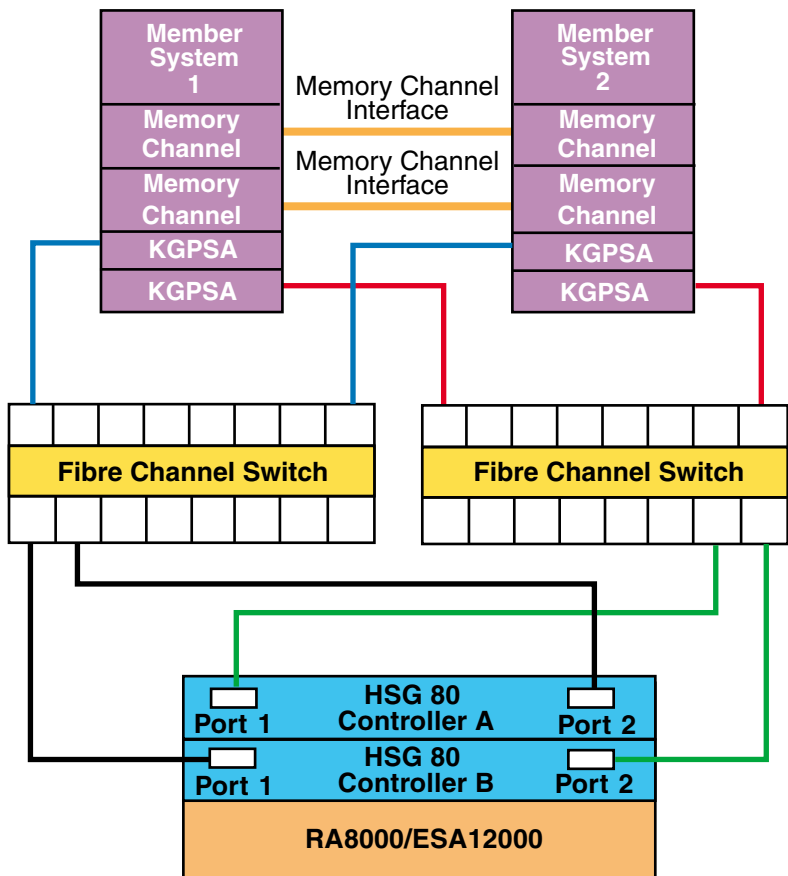 Member
System
1
Memory
Channel
Memory
Channel
KGPSA
KGPSA
Memory Channel
Interface
Memory Channel
Interface
Member
System
2
Memory
Channel
Memory
Channel
KGPSA
KGPSA
Fibre Channel Switch
Fibre Channel Switch
HSG 80
Controller A
Port 1
Port 2
HSG 80
Controller B
Port 1
Port 2
RA8000/ESA12000